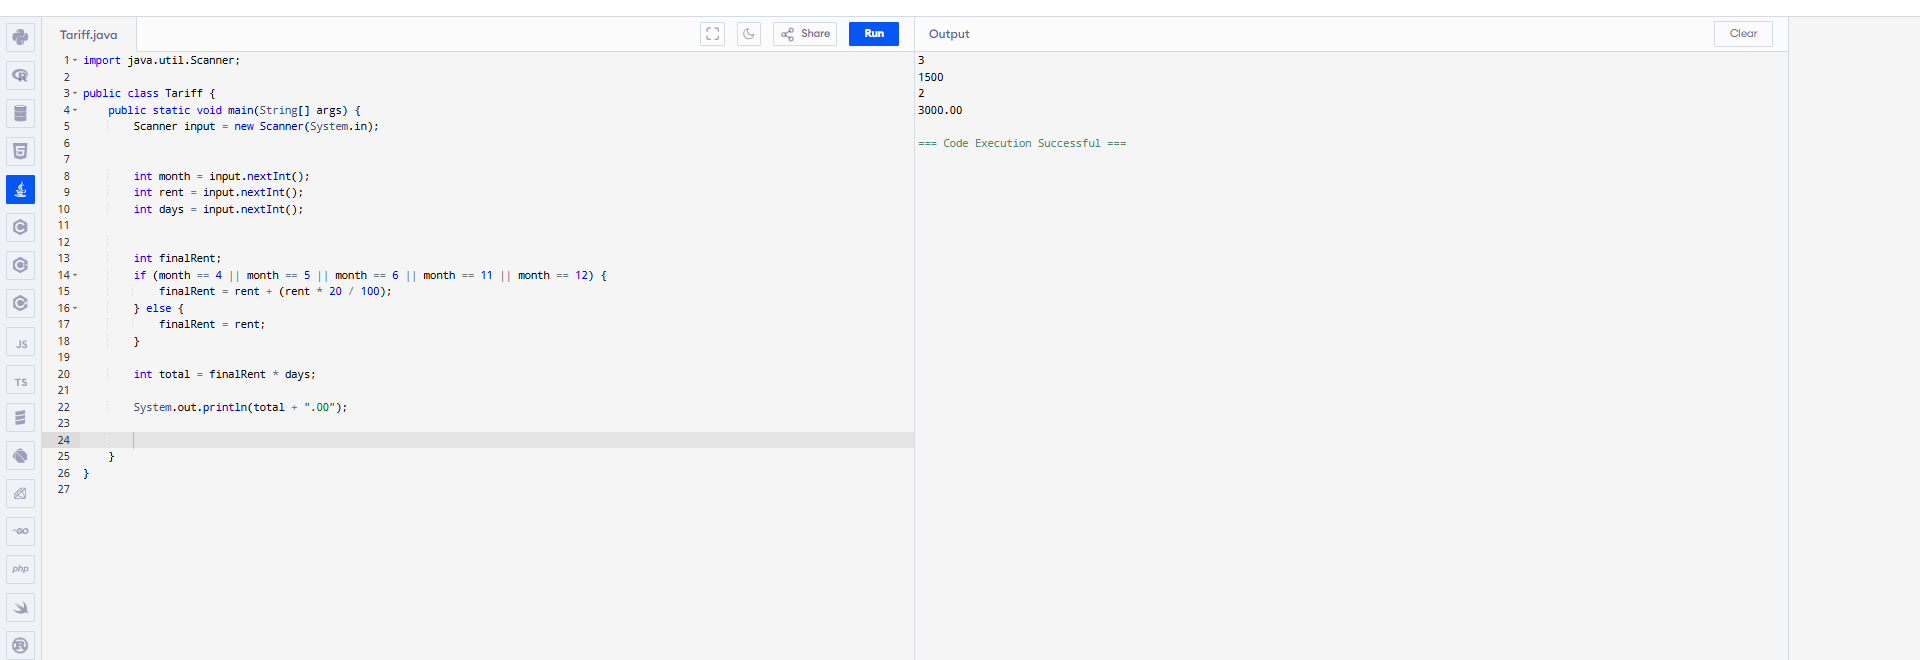 Tariff.java
Share
Run
Output
Clear
1 import java.util.Scanner;
2
3 public class Tariff {
4     public static void main(String[] args) {
5         Scanner input = new Scanner(System.in);
6
7
8         int month = input.nextInt();
9         int rent = input.nextInt();
10         int days = input.nextInt();
11
12
13         int finalRent;
14         if (month == 4 || month == 5 || month == 6 || month == 11 || month == 12) {
15             finalRent = rent + (rent * 20 / 100);
16         } else {
17             finalRent = rent;
18         }
19
20         int total = finalRent * days;
21
22         System.out.println(total + ".00");
23
24
25     }
26 }
27
3
1500
2
3000.00
=== Code Execution Successful ===
JS
TS
GO
php